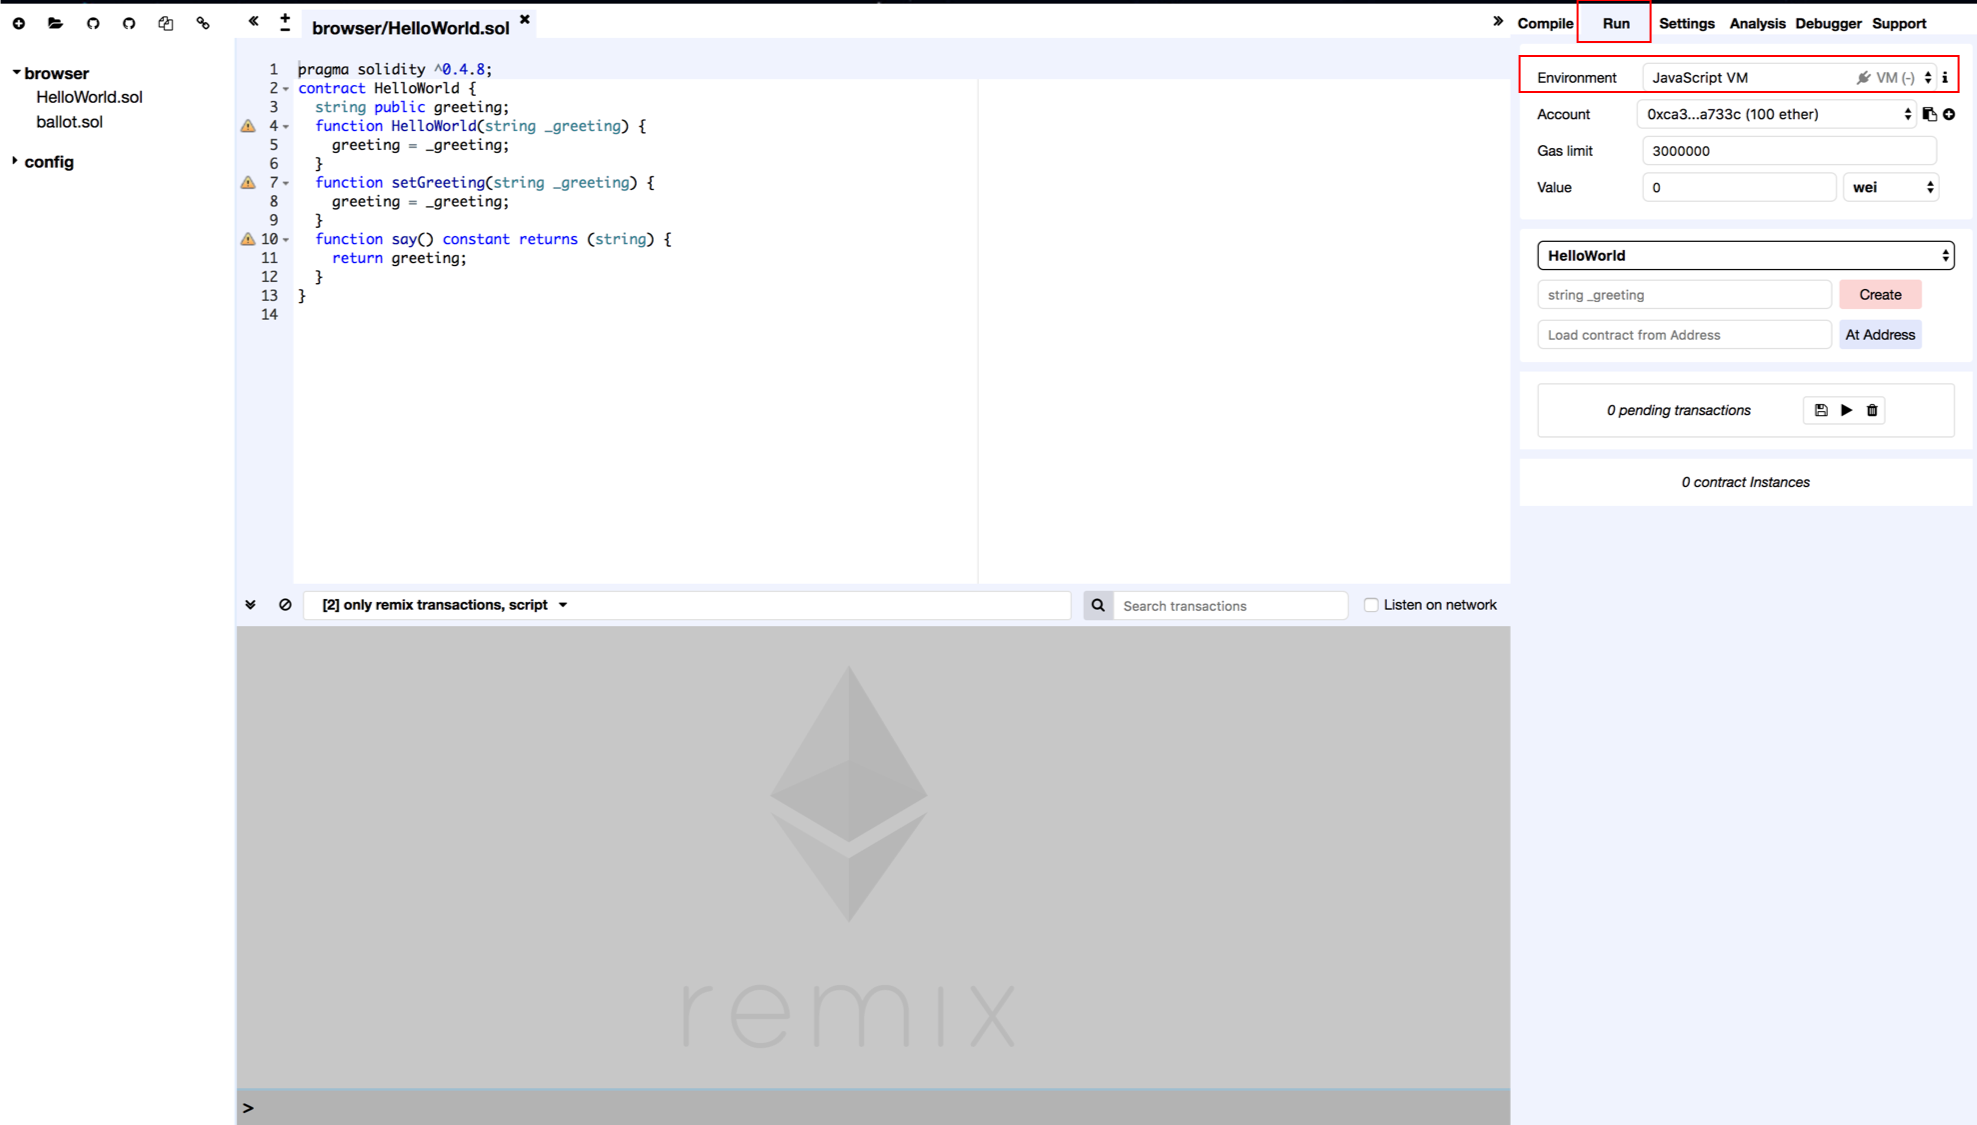 browser
HelloWorld.sol
ballot.sol
config
browser/HelloWorld.sol
1 pragma solidity ^0.4.8;
2 contract HelloWorld {
3 string public greeting;
4 function HelloWorld(string _greeting) {
5 greeting = _greeting;
6 }
7 function setGreeting(string _greeting) {
8 greeting = _greeting;
9 }
10 function say() constant returns (string) {
11 return greeting;
12 }
13 }
14
[2] only remix transactions, script
Search transactions
Listen on network
remix
>
Compile Run Settings Analysis Debugger Support
Environment JavaScript VM VM (-)
Account 0xca3...a733c (100 ether)
Gas limit 3000000
Value 0 wei
HelloWorld
string _greeting Create
Load contract from Address At Address
0 pending transactions
0 contract Instances